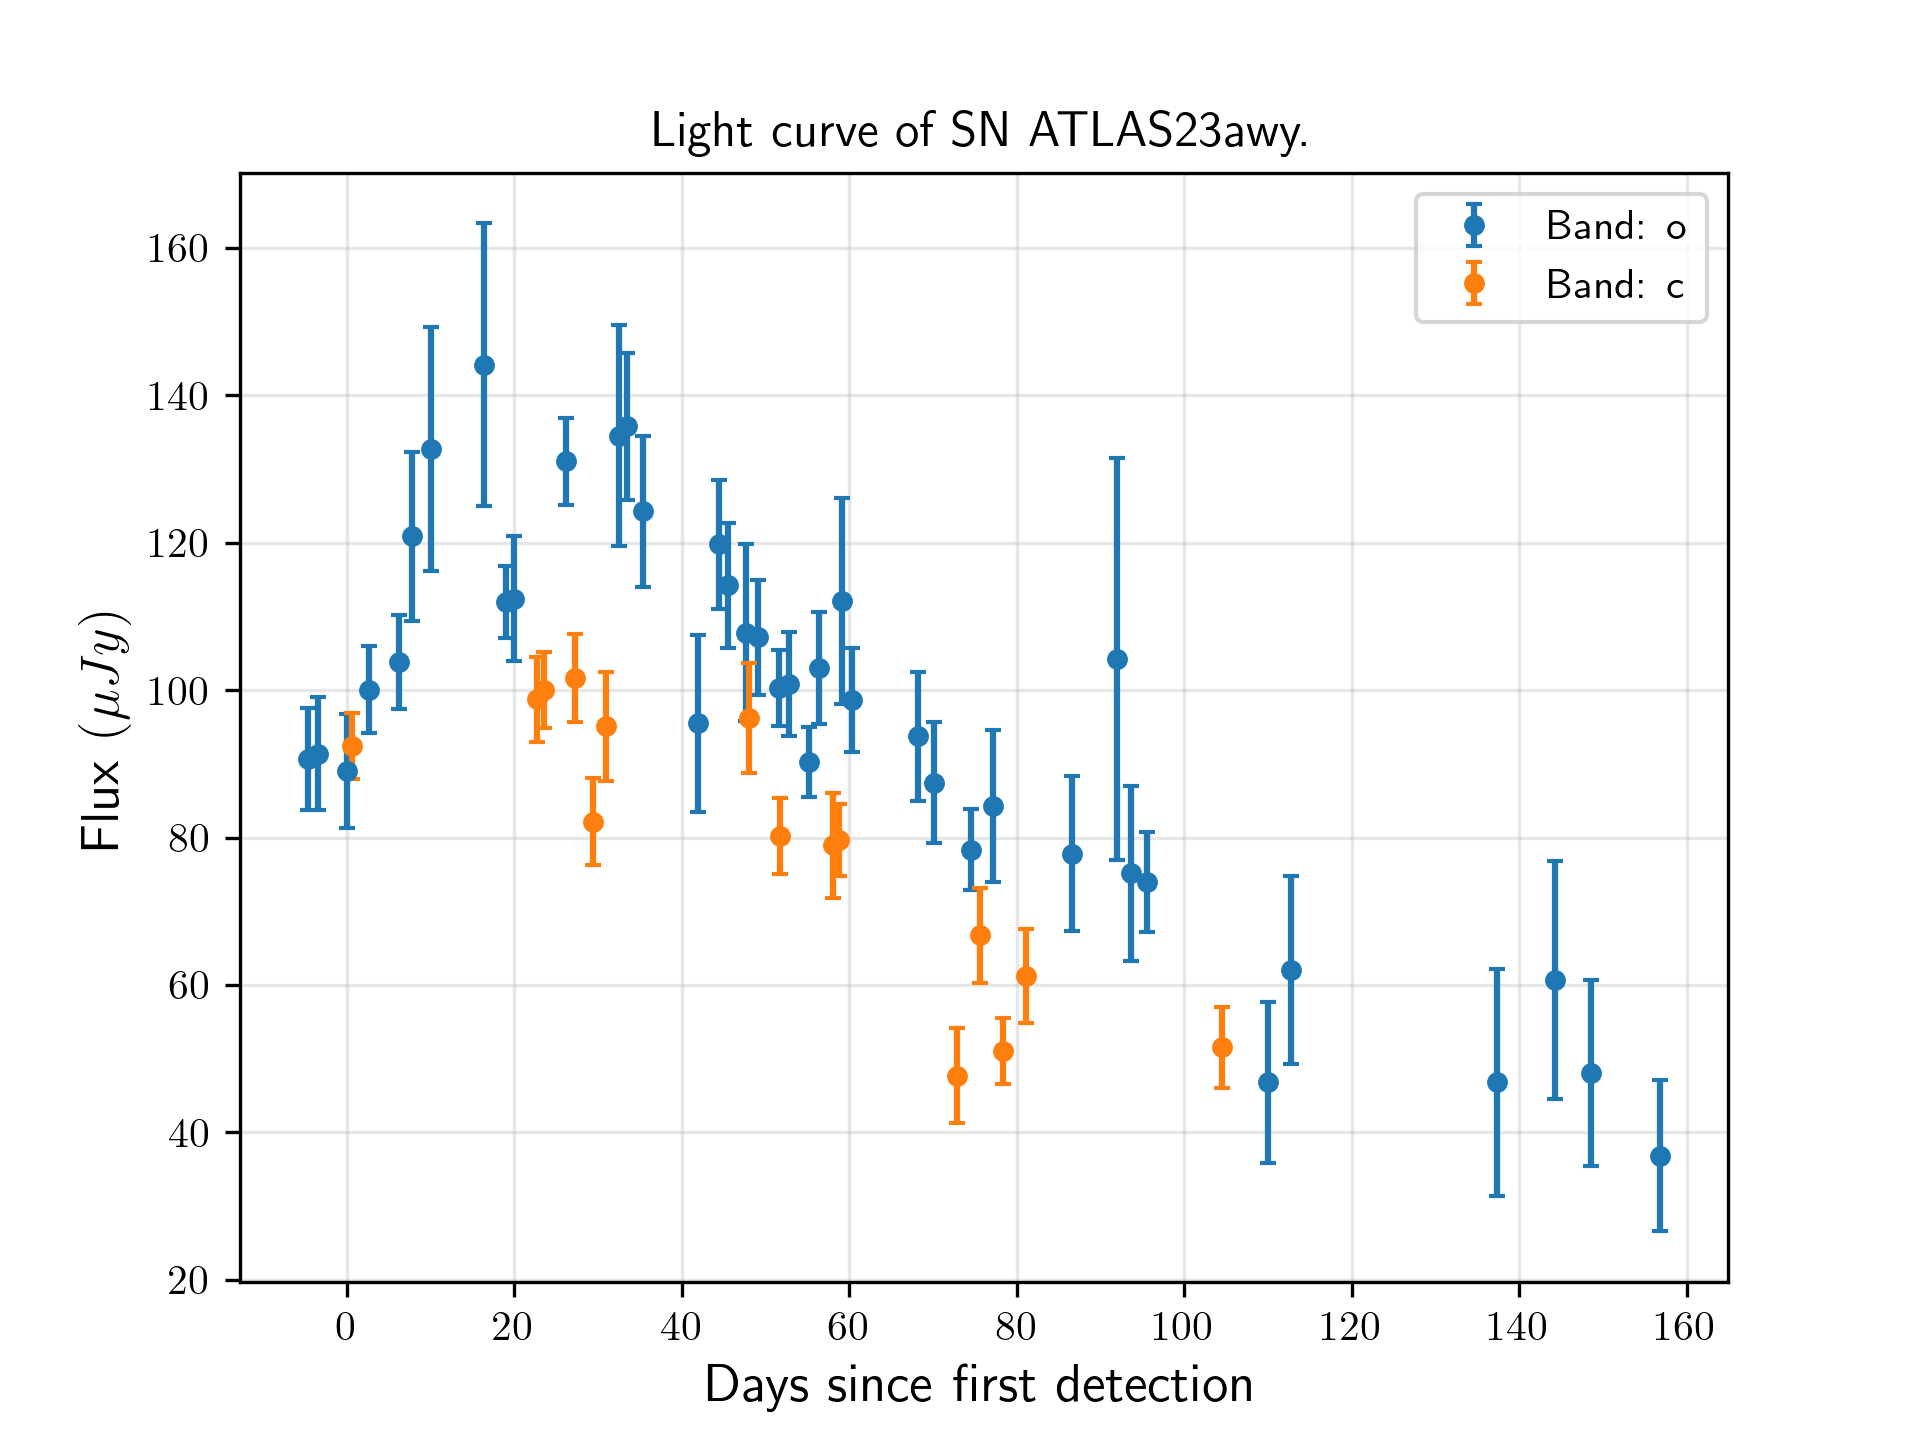 Light curve of SN ATLAS23awy.
Band: o
Band: c
160
140
120
100
80
60
40
20
Flux (μJy)
0 20 40 60 80 100 120 140 160
Days since first detection